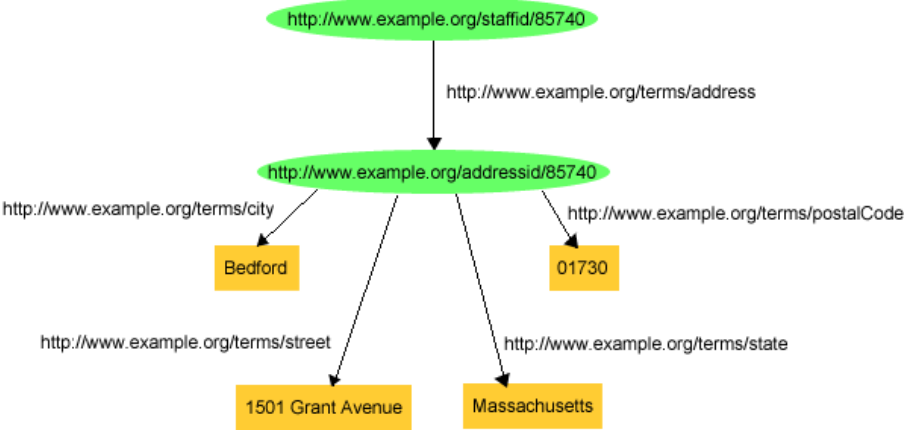 http://www.example.org/staffid/85740
http://www.example.org/terms/address
http://www.example.org/addressid/85740
http://www.example.org/terms/city
http://www.example.org/terms/postalCode
Bedford
01730
http://www.example.org/terms/street
http://www.example.org/terms/state
1501 Grant Avenue
Massachusetts